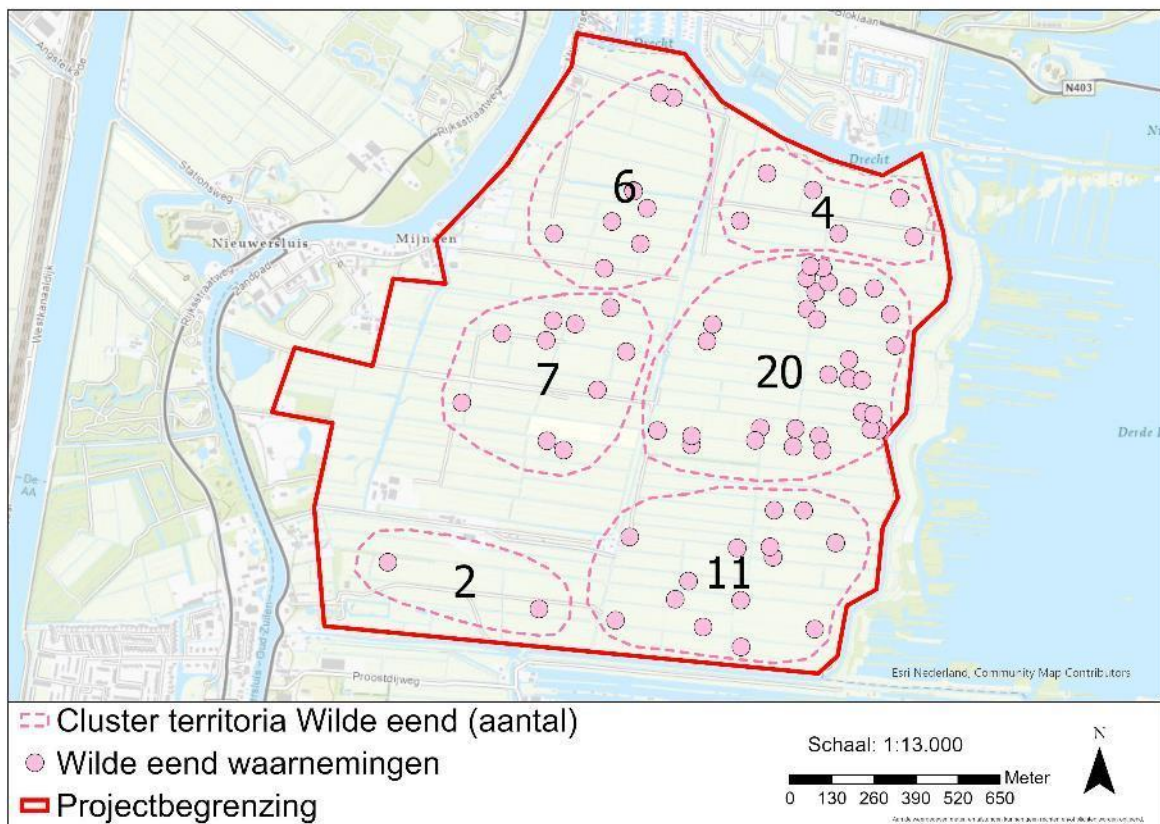 Drecht
Bloklaan
Angstelkade
N403
Rijksstraatweg
Stationsweg
Drecht
Ni
6
4
Nieuwersluis
Mijnden
Zandpad
Rijksstraatweg
Westkanaaldijk
7
20
Derde
De AA
2
11
Proostdijweg
Esri Nederland, Community Map Contributors
Cluster territoria Wilde eend (aantal)
Wilde eend waarnemingen
Projectbegrenzing
Schaal: 1:13.000
Meter
0 130 260 390 520 650
N